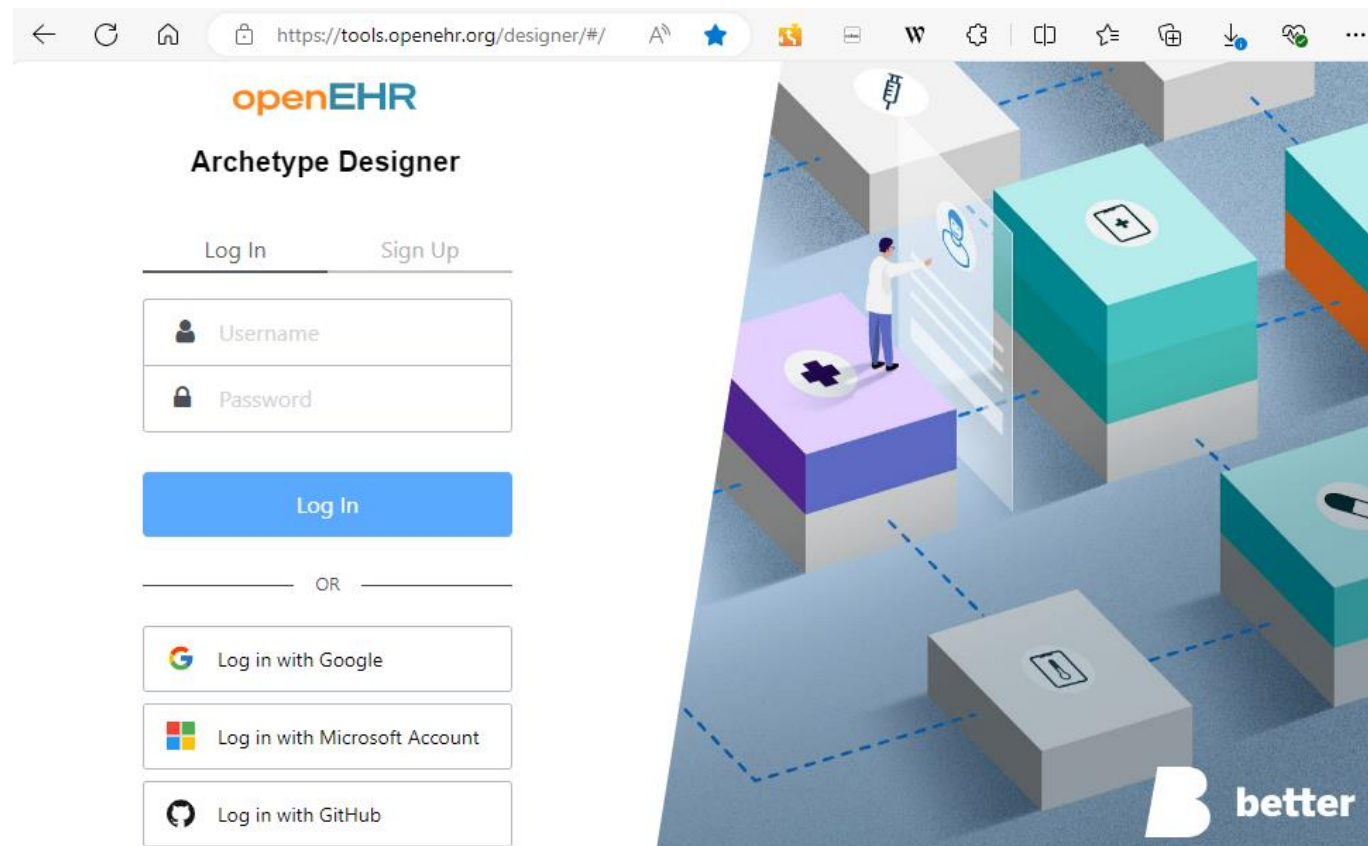 https://tools.openehr.org/designer/#/
openEHR
Archetype Designer
Log In Sign Up
Username
Password
Log In
OR
Log in with Google
Log in with Microsoft Account
Log in with GitHub
better